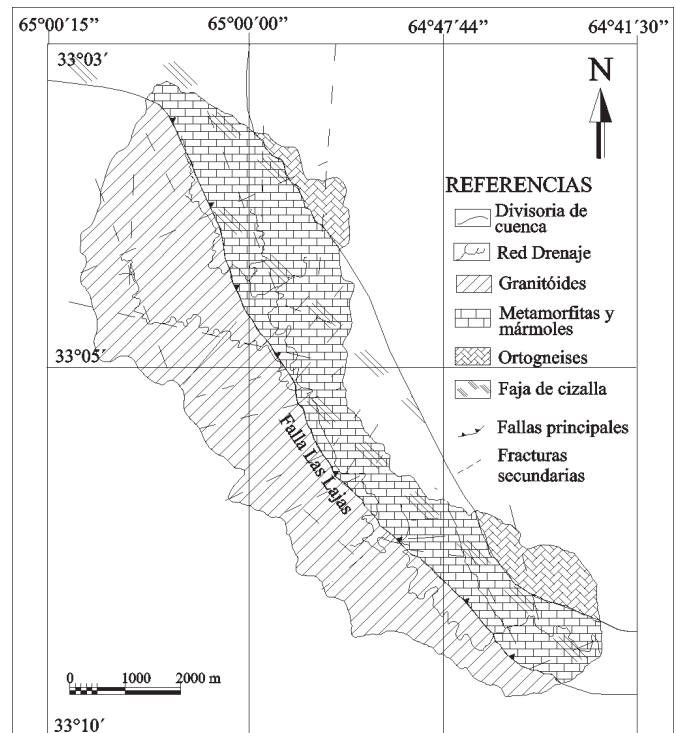 65°00´15” 65°00´00” 64°47´44” 64°41´30”
33°03´
N
REFERENCIAS
Divisoria de
cuenca
Red Drenaje
Granitóides
Metamorfitas y
mármoles
Ortogneises
Faja de cizalla
Fallas principales
Fracturas
secundarias
33°05´
Falla Las Lajas
0 1000 2000 m
33°10´